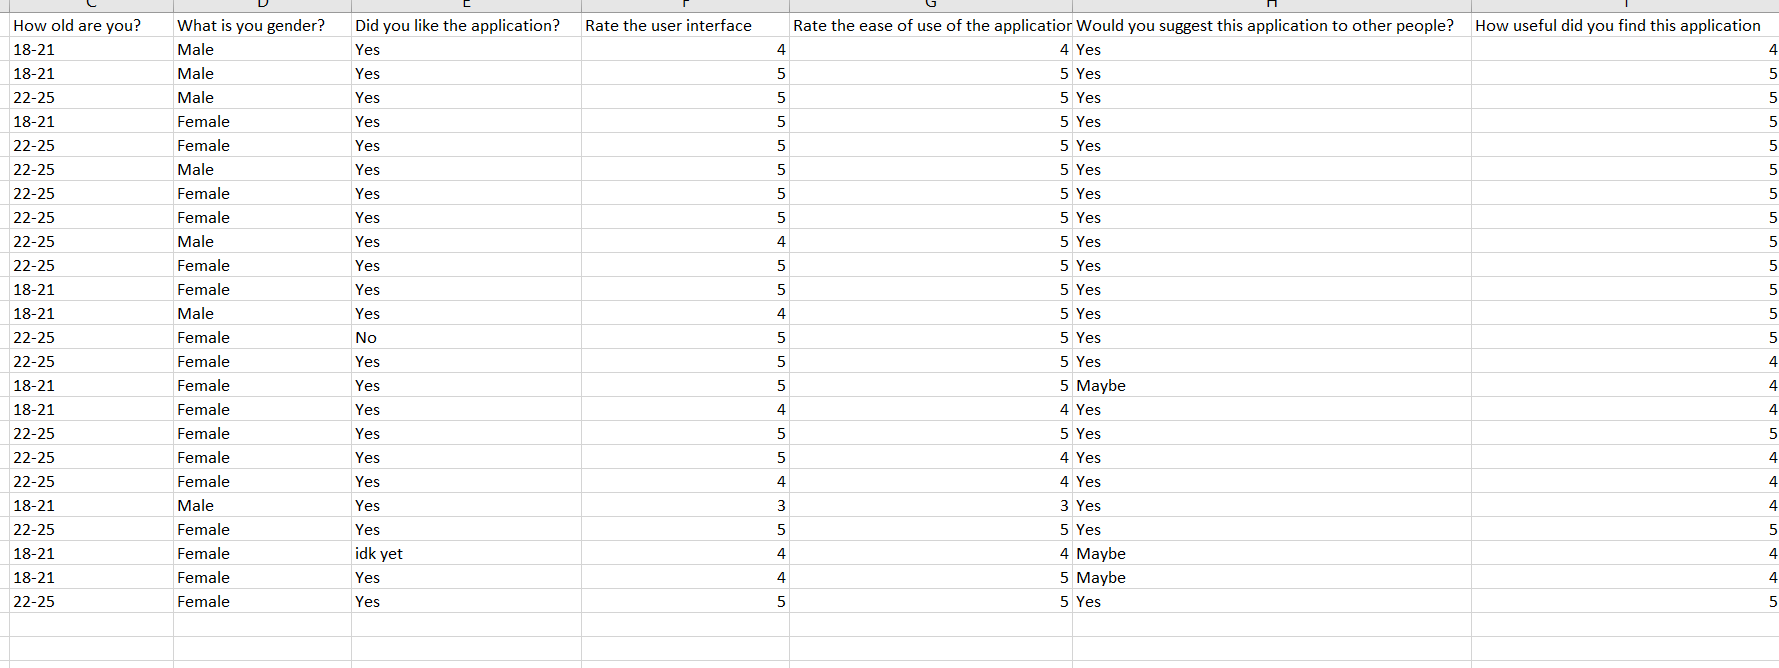 C D E F G H I
How old are you? What is you gender? Did you like the application? Rate the user interface Rate the ease of use of the application Would you suggest this application to other people? How useful did you find this application
18-21 Male Yes 4 4 Yes 4
18-21 Male Yes 5 5 Yes 5
22-25 Male Yes 5 5 Yes 5
18-21 Female Yes 5 5 Yes 5
22-25 Female Yes 5 5 Yes 5
22-25 Male Yes 5 5 Yes 5
22-25 Female Yes 5 5 Yes 5
22-25 Female Yes 5 5 Yes 5
22-25 Male Yes 4 5 Yes 5
22-25 Female Yes 5 5 Yes 5
18-21 Female Yes 5 5 Yes 5
18-21 Male Yes 4 5 Yes 5
22-25 Female No 5 5 Yes 5
22-25 Female Yes 5 5 Yes 4
18-21 Female Yes 5 5 Maybe 4
18-21 Female Yes 4 4 Yes 4
22-25 Female Yes 5 5 Yes 5
22-25 Female Yes 5 4 Yes 4
22-25 Female Yes 4 4 Yes 4
18-21 Male Yes 3 3 Yes 4
22-25 Female Yes 5 5 Yes 5
18-21 Female idk yet 4 4 Maybe 4
18-21 Female Yes 4 5 Maybe 4
22-25 Female Yes 5 5 Yes 5